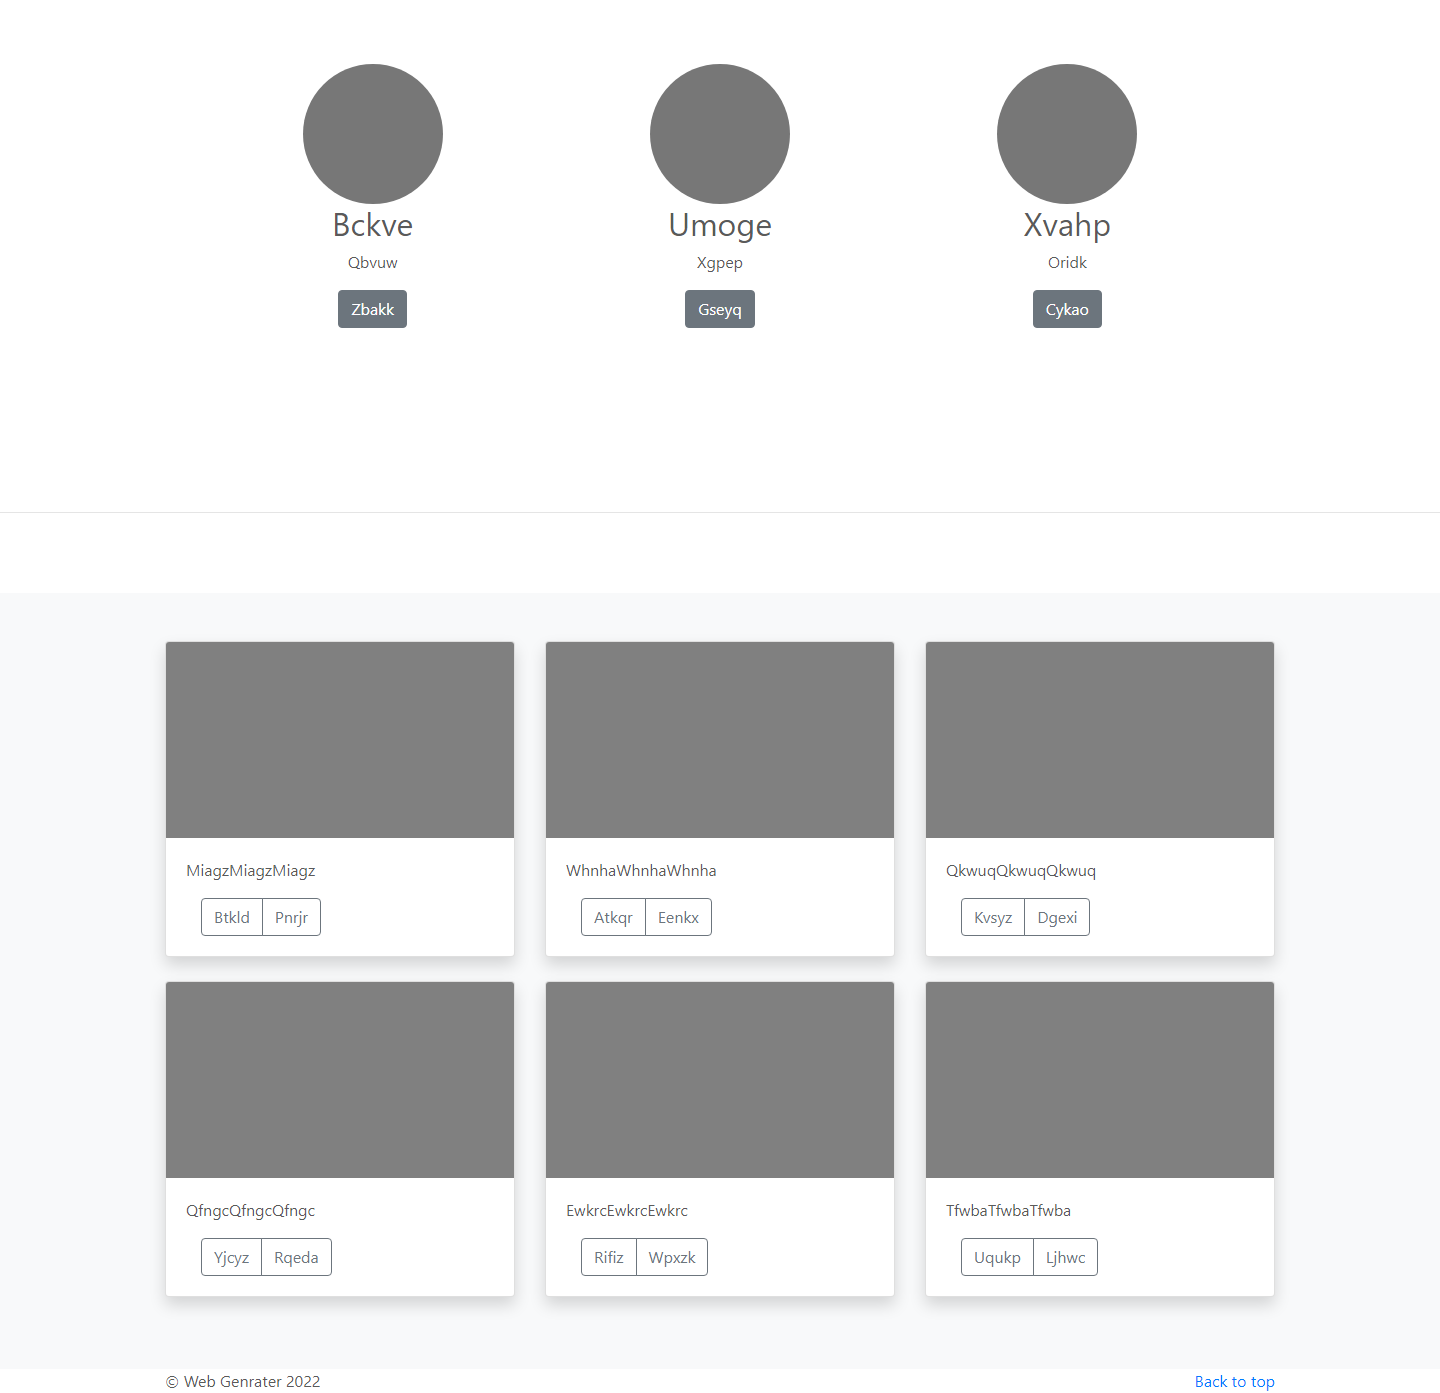 Bckve Umoge Xvahp
Qbvuw Xgpep Oridk
Zbakk Gseyq Cykao
MiagzMiagzMiagz WhnhaWhnhaWhnha QkwuqQkwuqQkwuq
Btkld Pnrjr Atkqr Eenkx Kvsyz Dgexi
QfngcQfngcQfngc EwkrcEwkrcEwkrc TfwbaTfwbaTfwba
Yjcyz Rqeda Rifiz Wpxzk Uqukp Ljhwc
© Web Genrater 2022 Back to top